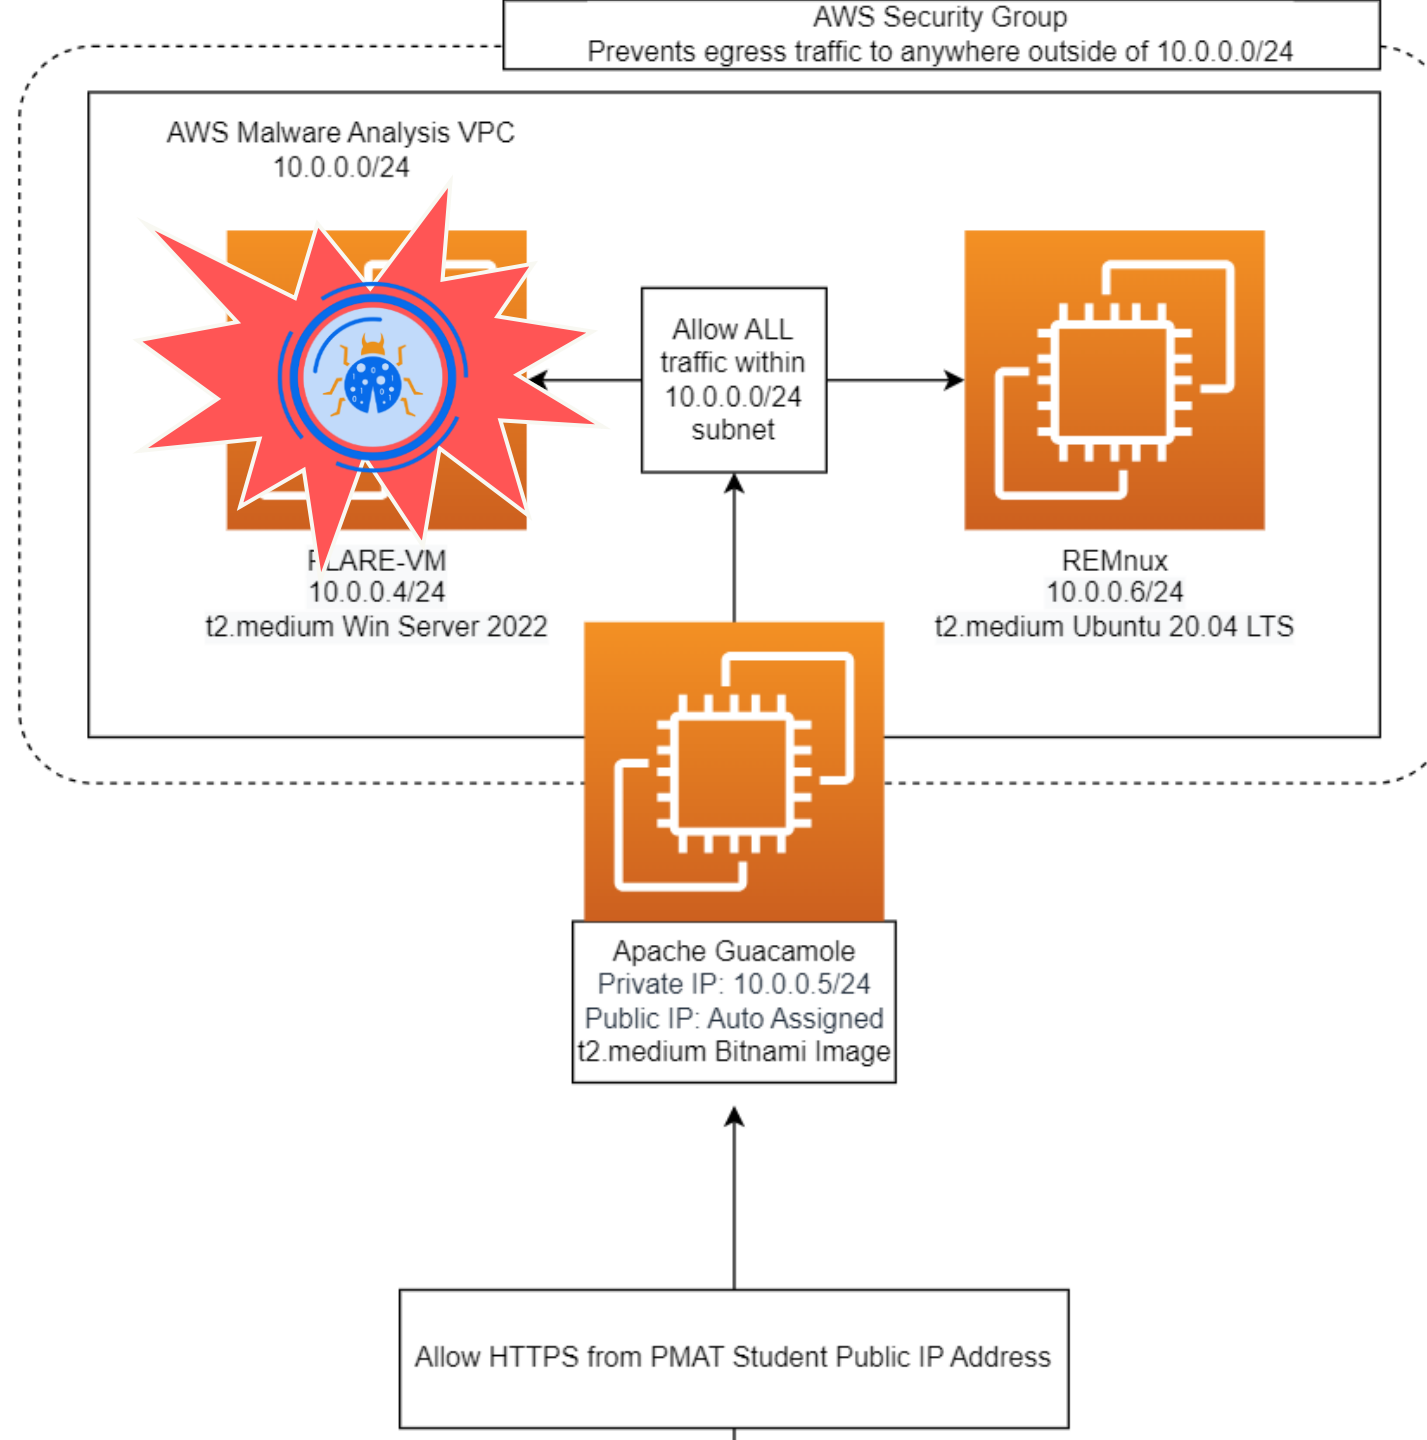 AWS Security Group
Prevents egress traffic to anywhere outside of 10.0.0.0/24
AWS Malware Analysis VPC
10.0.0.0/24
Allow ALL
traffic within
10.0.0.0/24
subnet
FLARE-VM
10.0.0.4/24
t2.medium Win Server 2022
REMnux
10.0.0.6/24
t2.medium Ubuntu 20.04 LTS
Apache Guacamole
Private IP: 10.0.0.5/24
Public IP: Auto Assigned
t2.medium Bitnami Image
Allow HTTPS from PMAT Student Public IP Address